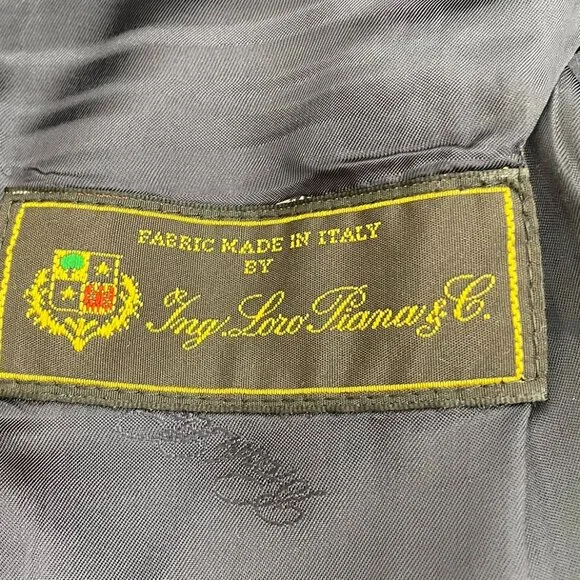 FABRIC MADE IN ITALY
BY
Ing. Loro Piana & C.